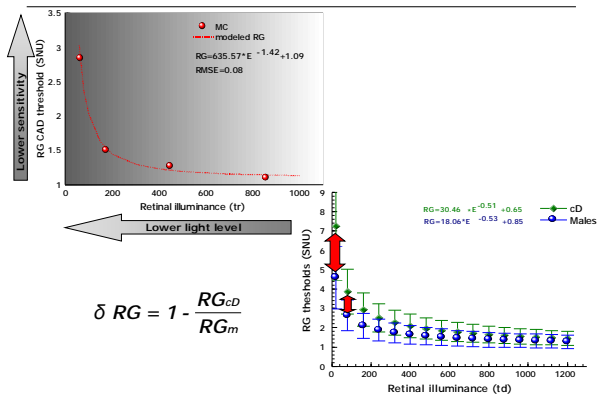 3.5
3
2.5
2
1.5
1
RG CAD threshold (SNU)
Lower sensitivity
MC
modeled RG
RG=635.57*E -1.42+1.09
RMSE=0.08
0 200 400 600 800 1000
Retinal illuminance (tr)
Lower light level
δ RG = 1 - RGcD
RGm
9
8
7
6
5
4
3
2
1
0
RG thesholds (SNU)
RG=30.46 *E-0.51 +0.65 cD
RG=18.06*E -0.53 +0.85 Males
0 200 400 600 800 1000 1200
Retinal illuminance (td)